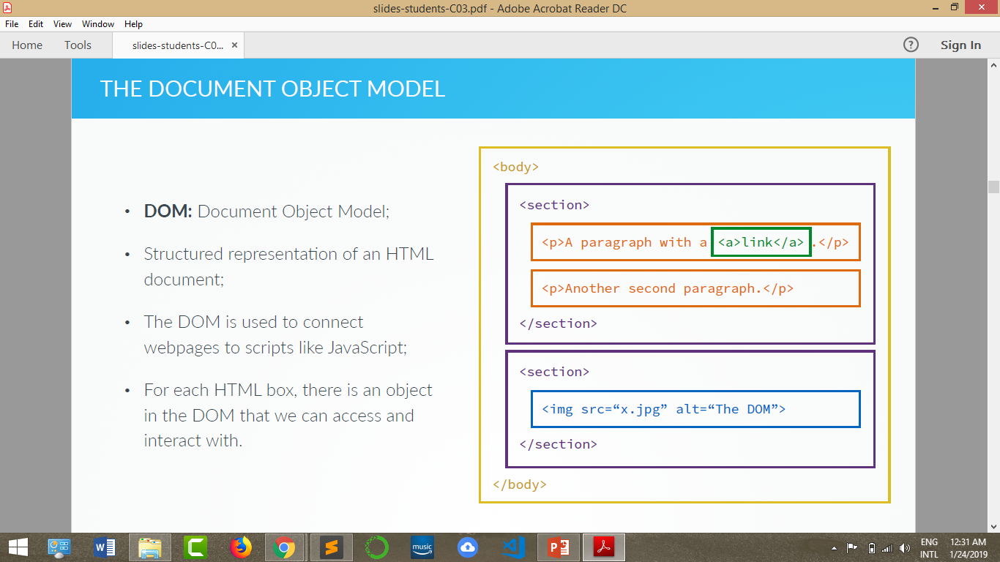 slides-students-C03.pdf - Adobe Acrobat Reader DC
File Edit View Window Help
Home Tools slides-students-C0... × ? Sign In
THE DOCUMENT OBJECT MODEL
• DOM: Document Object Model;
• Structured representation of an HTML
document;
• The DOM is used to connect
webpages to scripts like JavaScript;
• For each HTML box, there is an object
in the DOM that we can access and
interact with.
<body>
<section>
<p>A paragraph with a <a>link</a>.</p>
<p>Another second paragraph.</p>
</section>
<section>
<img src=“x.jpg” alt=“The DOM”>
</section>
</body>
music
ENG 12:31 AM
INTL 1/24/2019